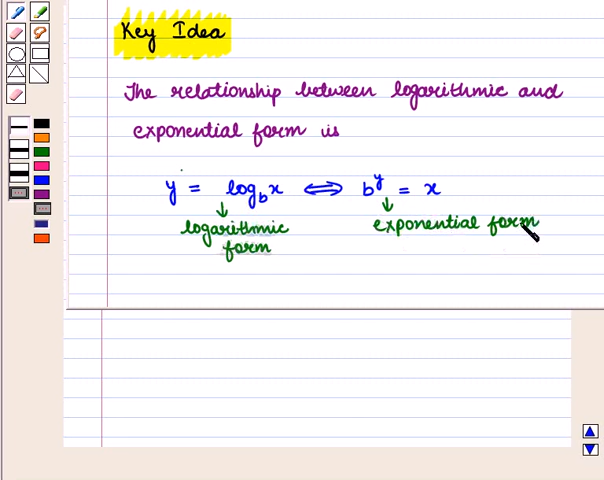 Key Idea
The relationship between logarithmic and
exponential form is
y = log_b x ⟺ b^y = x
↓ ↓
logarithmic exponential form
form